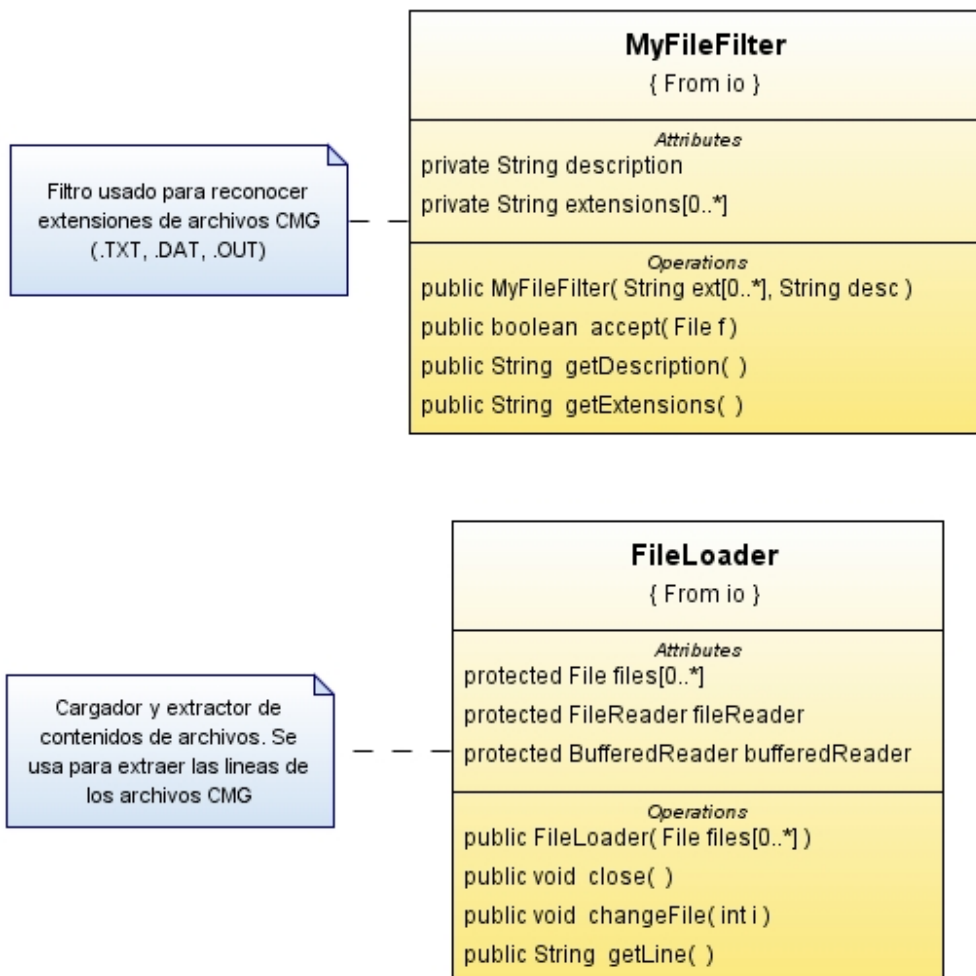 MyFileFilter
{ From io }
Attributes
private String description
private String extensions[0..*]
Operations
public MyFileFilter( String ext[0..*], String desc )
public boolean  accept( File f )
public String  getDescription( )
public String  getExtensions( )
Filtro usado para reconocer
extensiones de archivos CMG
(.TXT, .DAT, .OUT)
FileLoader
{ From io }
Attributes
protected File files[0..*]
protected FileReader fileReader
protected BufferedReader bufferedReader
Operations
public FileLoader( File files[0..*] )
public void  close( )
public void  changeFile( int i )
public String  getLine( )
Cargador y extractor de
contenidos de archivos. Se
usa para extraer las lineas de
los archivos CMG